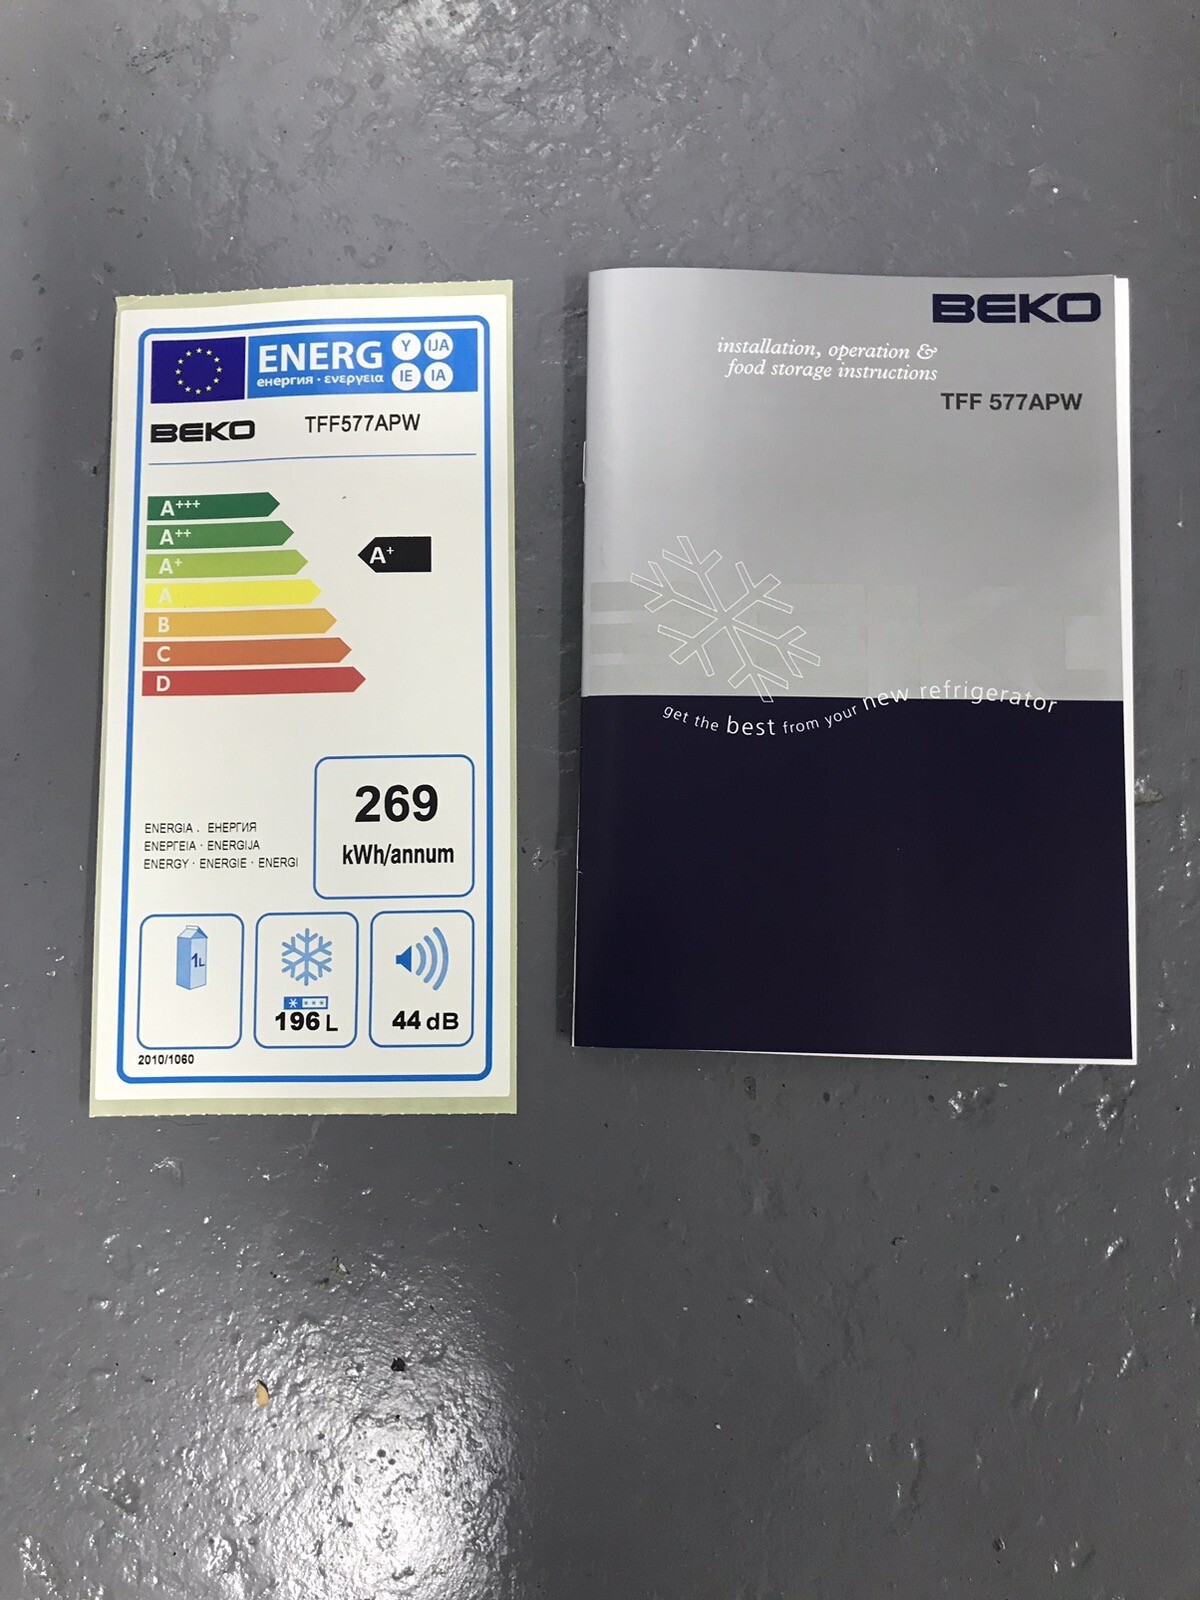 ENERG Y IJA
енергия · ενεργεια IE IA
BEKO TFF577APW
A+++
A++
A+
A
B
C
D
A+
269
kWh/annum
ENERGIA . ЕНЕРГИЯ
ΕΝΕΡΓΕΙΑ · ENERGIJA
ENERGY · ENERGIE · ENERGI
1L
196 L
44 dB
2010/1060
BEKO
installation, operation &
food storage instructions
TFF 577APW
get the best from your new refrigerator